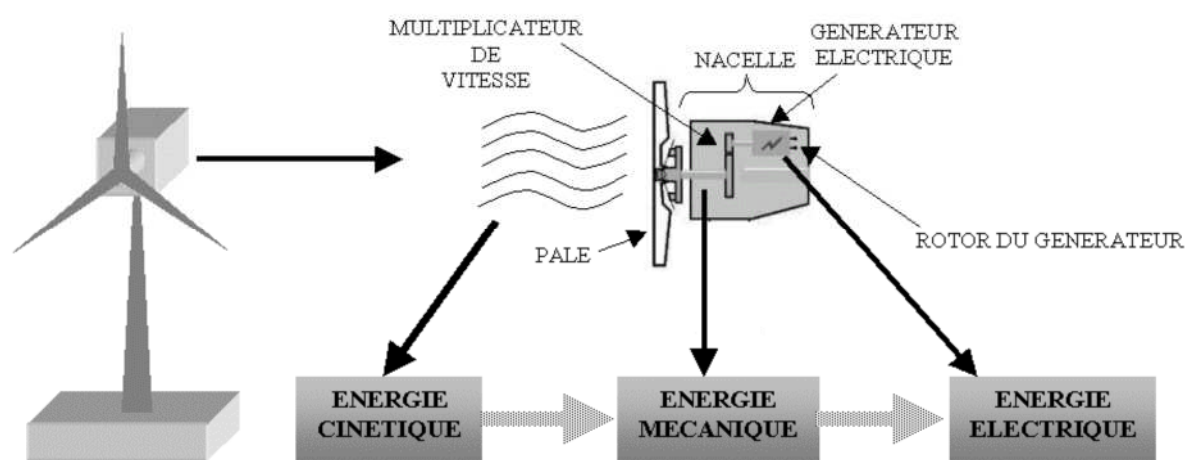 MULTIPLICATEUR
DE
VITESSE
NACELLE
GENERATEUR
ELECTRIQUE
PALE
ROTOR DU GENERATEUR
ENERGIE
CINETIQUE
ENERGIE
MECANIQUE
ENERGIE
ELECTRIQUE